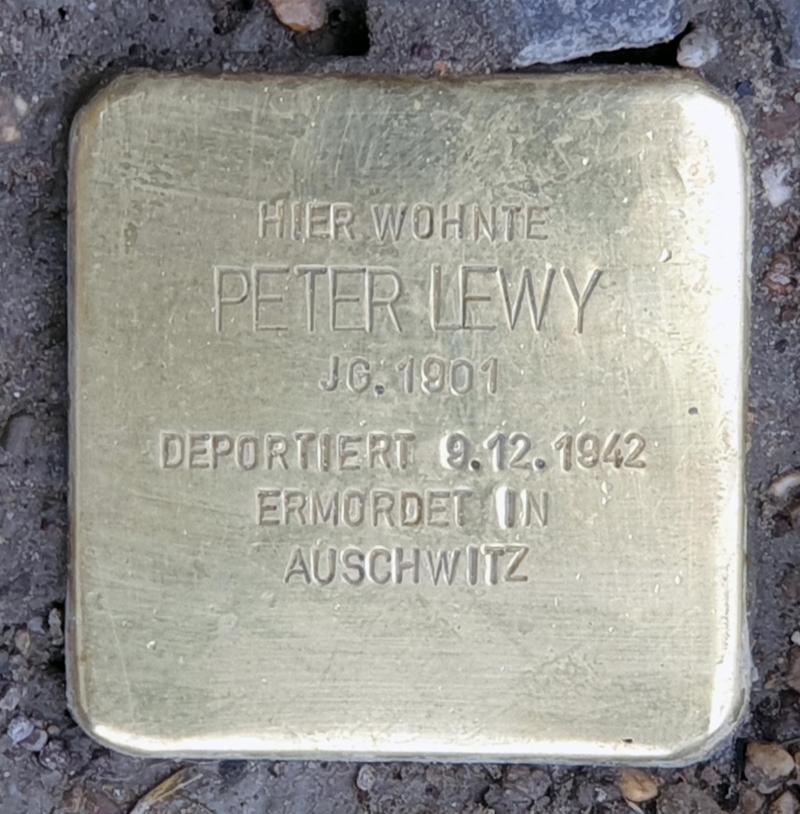 HIER WOHNTE
PETER LEWY
JG. 1901
DEPORTIERT 9.12.1942
ERMORDET IN
AUSCHWITZ